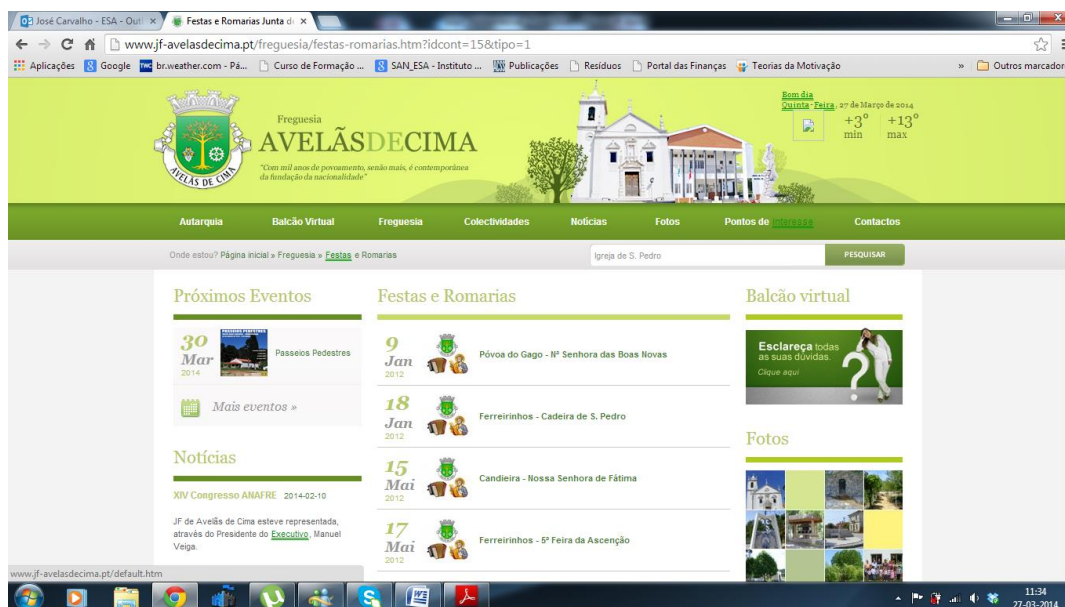 José Carvalho - ESA - Outl
Festas e Romarias Junta d
www.jf-avelasdecima.pt/freguesia/festas-romarias.htm?idcont=15&tipo=1
Aplicações Google br.weather.com - Pá... Curso de Formação ... SAN_ESA - Instituto ... Publicações Resíduos Portal das Finanças Teorias da Motivação » Outros marcador
Bom dia
Quinta-Feira, 27 de Março de 2014
+3° +13°
min max
AVELÃS DE CIMA
Freguesia
AVELÃSDECIMA
"Com mil anos de povoamento, senão mais, é contemporânea
da fundação da nacionalidade"
Autarquia Balcão Virtual Freguesia Colectividades Notícias Fotos Pontos de Interesse Contactos
Onde estou? Página inicial » Freguesia » Festas e Romarias
Igreja de S. Pedro
PESQUISAR
Próximos Eventos
30
Mar
2014
PASSEIOS PEDESTRES
Passeios Pedestres
Mais eventos »
Notícias
XIV Congresso ANAFRE 2014-02-10
JF de Avelãs de Cima esteve representada,
através do Presidente do Executivo, Manuel
Veiga.
Festas e Romarias
9
Jan
2012
Póvoa do Gago - Nª Senhora das Boas Novas
18
Jan
2012
Ferreirinhos - Cadeira de S. Pedro
15
Mai
2012
Candieira - Nossa Senhora de Fátima
17
Mai
2012
Ferreirinhos - 5ª Feira da Ascenção
Balcão virtual
Esclareça todas
as suas dúvidas.
Clique aqui
?
Fotos
www.jf-avelasdecima.pt/default.htm
11:34
27-03-2014